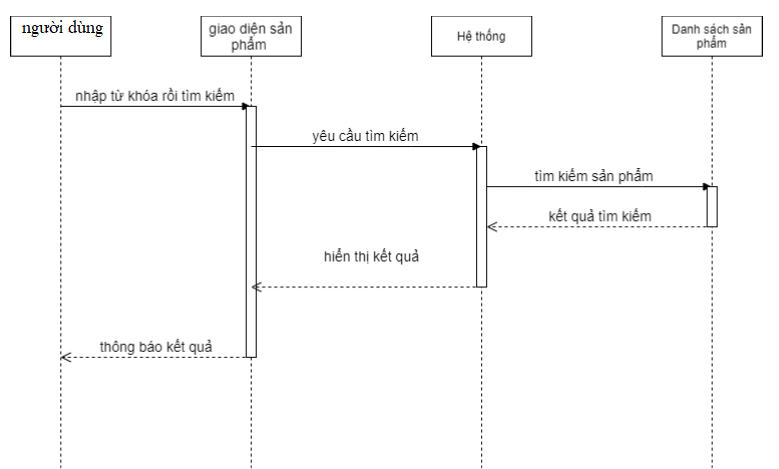 người dùng
giao diện sản
phẩm
Hệ thống
Danh sách sản
phẩm
nhập từ khóa rồi tìm kiếm
yêu cầu tìm kiếm
tìm kiếm sản phẩm
kết quả tìm kiếm
hiển thị kết quả
thông báo kết quả